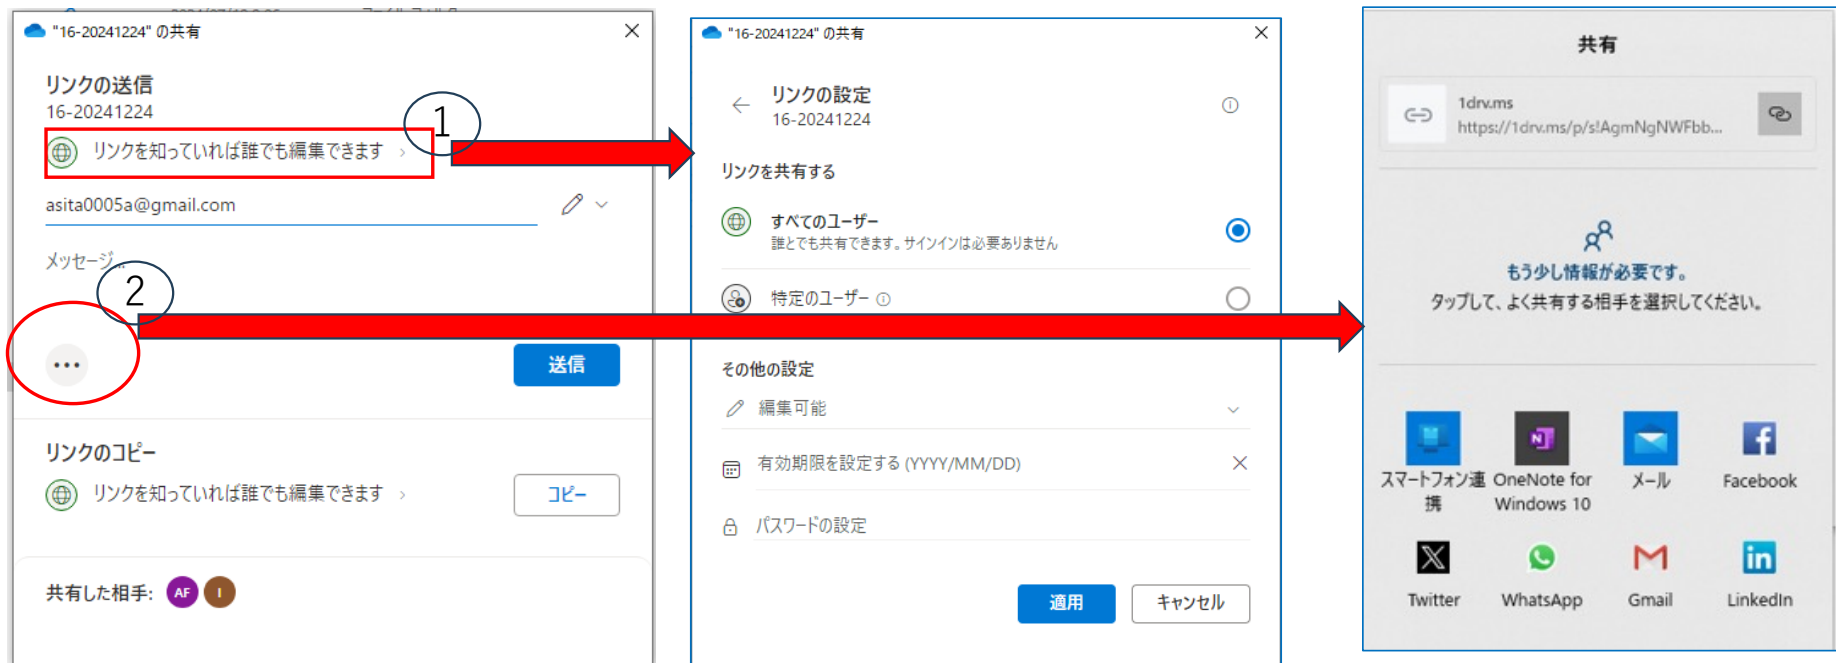 "16-20241224" の共有
リンクの送信
16-20241224
リンクを知っていれば誰でも編集できます
1
asita0005a@gmail.com
メッセージ...
2
送信
リンクのコピー
リンクを知っていれば誰でも編集できます
コピー
共有した相手:
AF
I
"16-20241224" の共有
リンクの設定
16-20241224
リンクを共有する
すべてのユーザー
誰とでも共有できます。サインインは必要ありません
特定のユーザー
その他の設定
編集可能
有効期限を設定する (YYYY/MM/DD)
パスワードの設定
適用
キャンセル
共有
1drv.ms
https://1drv.ms/p/s!AgmNgNWFbb...
もう少し情報が必要です。
タップして、よく共有する相手を選択してください。
スマートフォン連
携
OneNote for
Windows 10
メール
Facebook
Twitter
WhatsApp
Gmail
LinkedIn